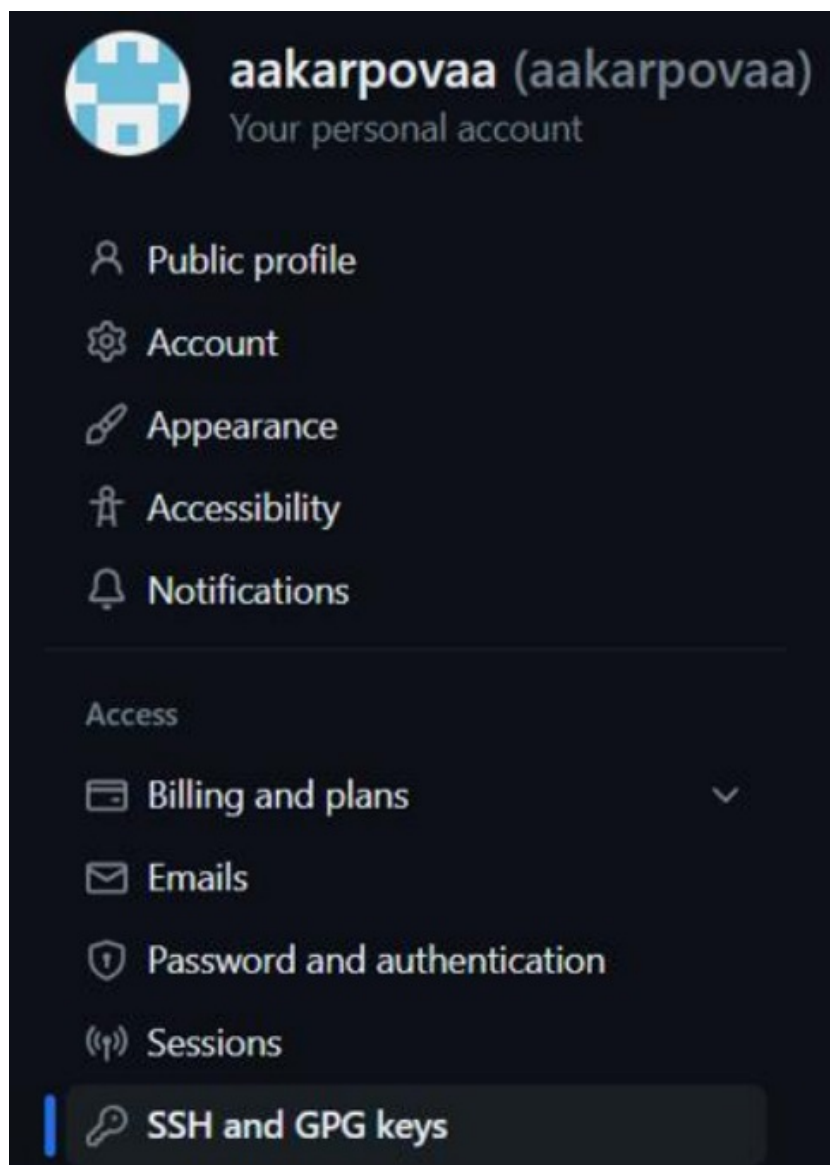 aakarpovaa (aakarpovaa)
Your personal account
Public profile
Account
Appearance
Accessibility
Notifications
Access
Billing and plans
Emails
Password and authentication
Sessions
SSH and GPG keys